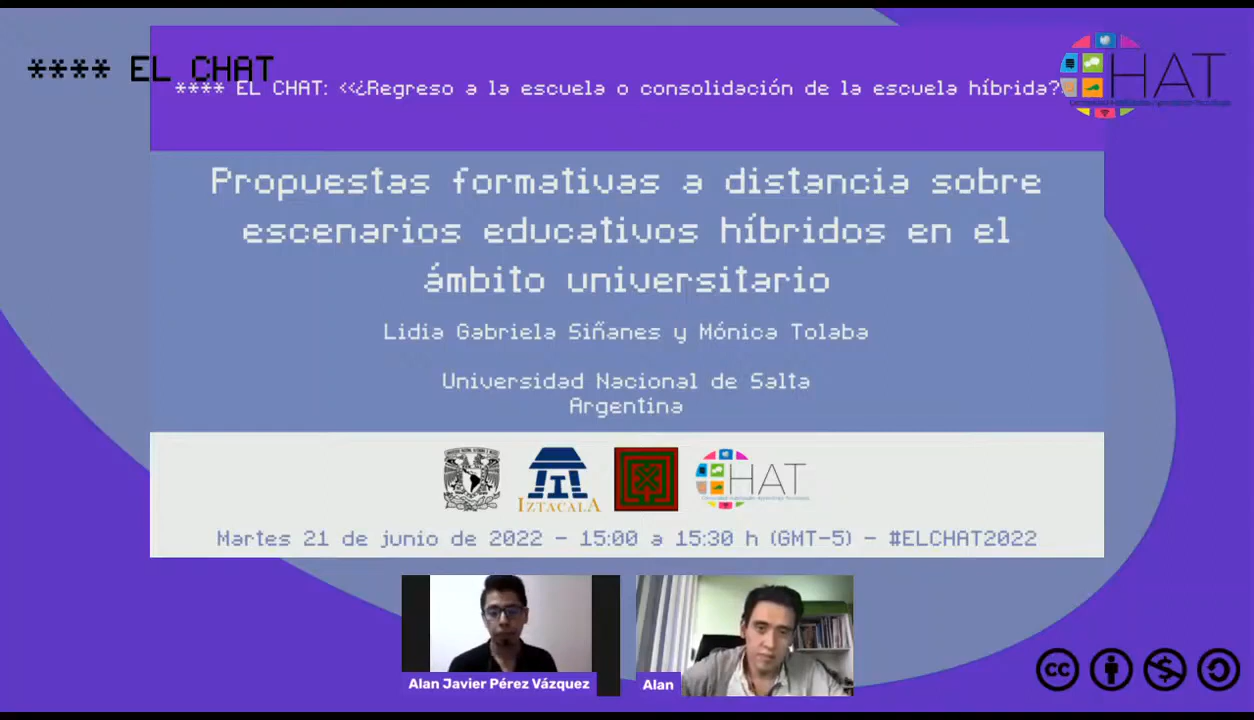 **** EL CHAT
**** EL CHAT: <<¿Regreso a la escuela o consolidación de la escuela híbrida?
HAT
Propuestas formativas a distancia sobre
escenarios educativos híbridos en el
ámbito universitario
Lidia Gabriela Siñanes y Mónica Tolaba
Universidad Nacional de Salta
Argentina
IZTACALA
HAT
Martes 21 de junio de 2022 - 15:00 a 15:30 h (GMT-5) - #ELCHAT2022
Alan Javier Pérez Vázquez
Alan
cc